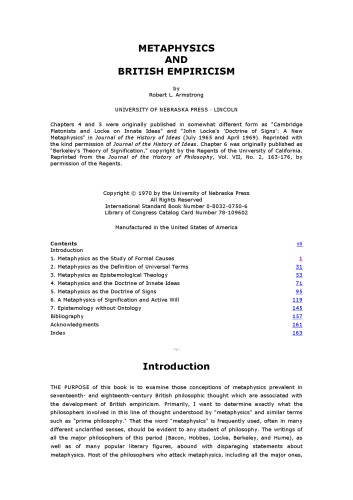 METAPHYSICS
AND
BRITISH EMPIRICISM
by
Robert L. Armstrong
UNIVERSITY OF NEBRASKA PRESS · LINCOLN
Chapters 4 and 5 were originally published in somewhat different form as "Cambridge
Platonists and Locke on Innate Ideas" and "John Locke's 'Doctrine of Signs': A New
Metaphysics" in Journal of the History of Ideas (July 1965 and April 1969). Reprinted with
the kind permission of Journal of the History of Ideas. Chapter 6 was originally published as
"Berkeley's Theory of Signification," copyright by the Regents of the University of California.
Reprinted from the Journal of the History of Philosophy, Vol. VII, No. 2, 163-176, by
permission of the Regents.
Copyright © 1970 by the University of Nebraska Press
All Rights Reserved
International Standard Book Number 0-8032-0750-6
Library of Congress Catalog Card Number 78-109602
Manufactured in the United States of America
Contents vii
Introduction
1. Metaphysics as the Study of Formal Causes 1
2. Metaphysics as the Definition of Universal Terms 31
3. Metaphysics as Epistemological Theology 53
4. Metaphysics and the Doctrine of Innate Ideas 71
5. Metaphysics as the Doctrine of Signs 95
6. A Metaphysics of Signification and Active Will 119
7. Epistemology without Ontology 145
Bibliography 157
Acknowledgments 161
Index 163
-v-
Introduction
THE PURPOSE of this book is to examine those conceptions of metaphysics prevalent in
seventeenth- and eighteenth-century British philosophic thought which are associated with
the development of British empiricism. Primarily, I want to determine exactly what the
philosophers involved in this line of thought understood by "metaphysics" and similar terms
such as "prime philosophy." That the word "metaphysics" is frequently used, often in many
different unclarified senses, should be evident to any student of philosophy. The writings of
all the major philosophers of this period (Bacon, Hobbes, Locke, Berkeley, and Hume), as
well as of many popular literary figures, abound with disparaging statements about
metaphysics. Most of the philosophers who attack metaphysics, including all the major ones,